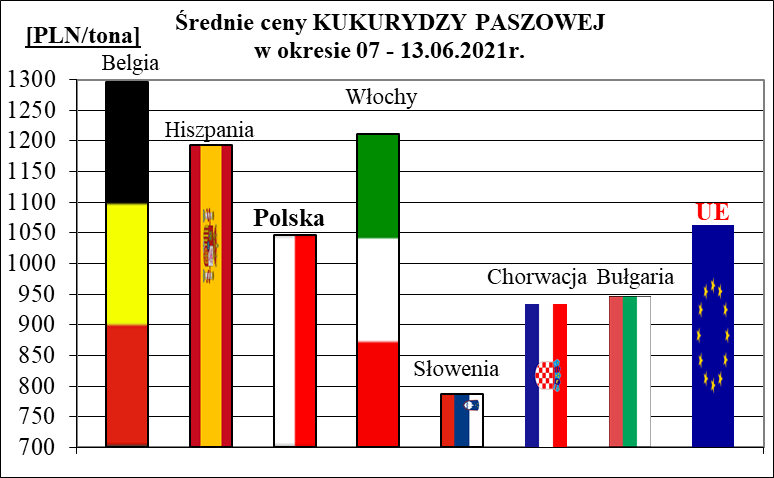 Średnie ceny KUKURYDZY PASZOWEJ
w okresie 07 - 13.06.2021r.
[PLN/tona]
Belgia
Hiszpania
Polska
Włochy
Słowenia
Chorwacja
Bułgaria
UE
1300
1250
1200
1150
1100
1050
1000
950
900
850
800
750
700